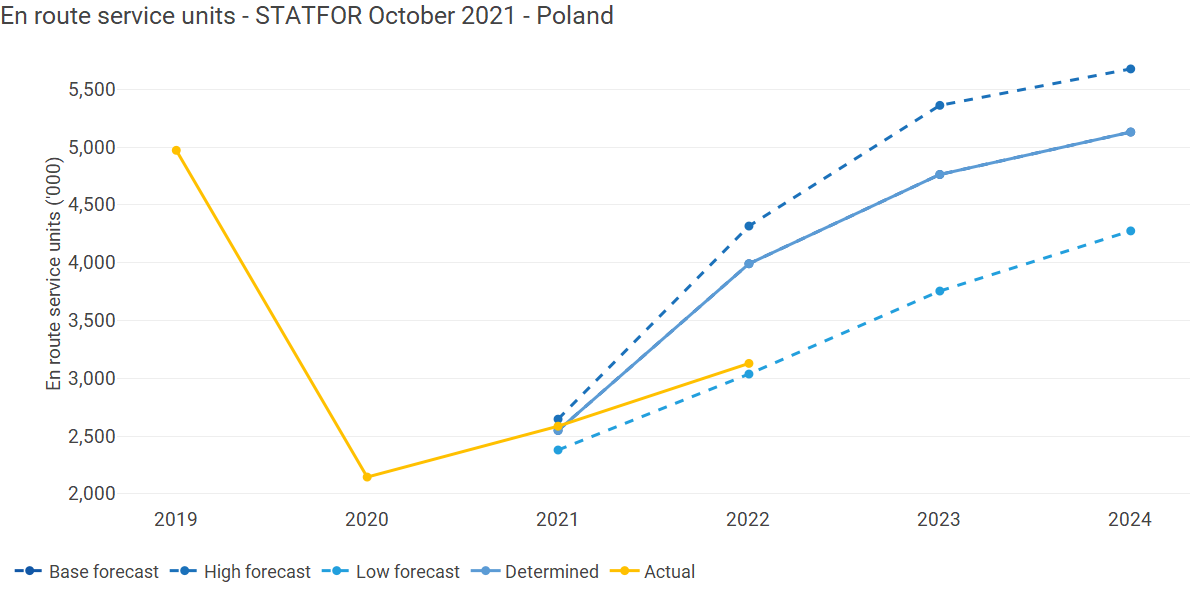 En route service units - STATFOR October 2021 - Poland
En route service units ('000)
5,500
5,000
4,500
4,000
3,500
3,000
2,500
2,000
2019 2020 2021 2022 2023 2024
Base forecast High forecast Low forecast Determined Actual